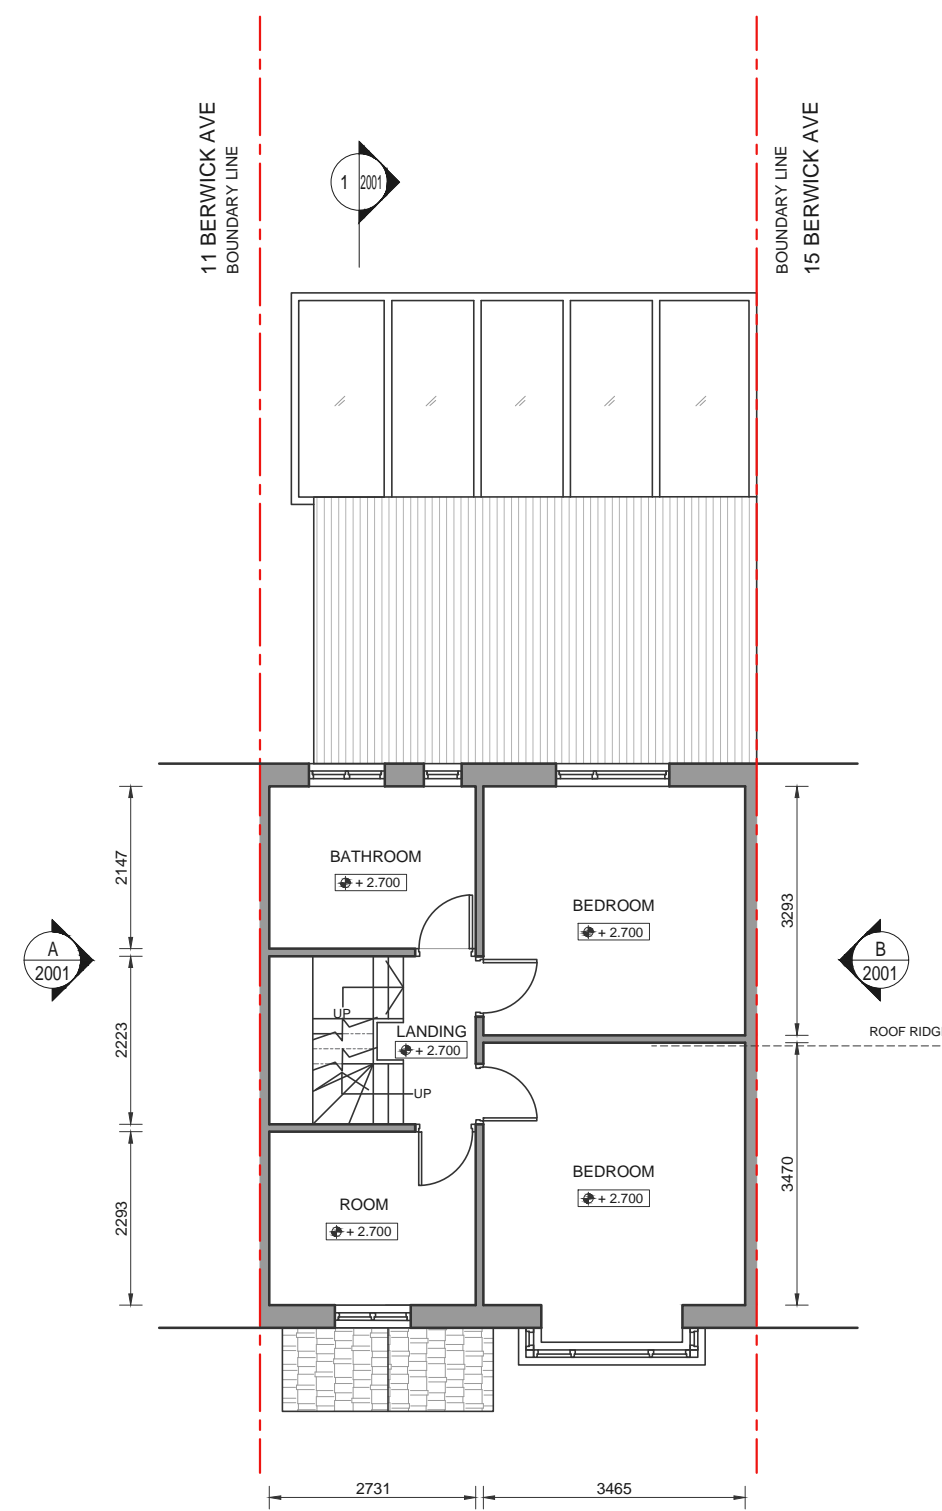 11 BERWICK AVE
BOUNDARY LINE
BOUNDARY LINE
15 BERWICK AVE
1 2001
BATHROOM
+ 2.700
BEDROOM
+ 2.700
2147
3293
A
2001
B
2001
UP
LANDING
+ 2.700
ROOF RIDG
2223
UP
BEDROOM
+ 2.700
3470
ROOM
+ 2.700
2293
2731
3465